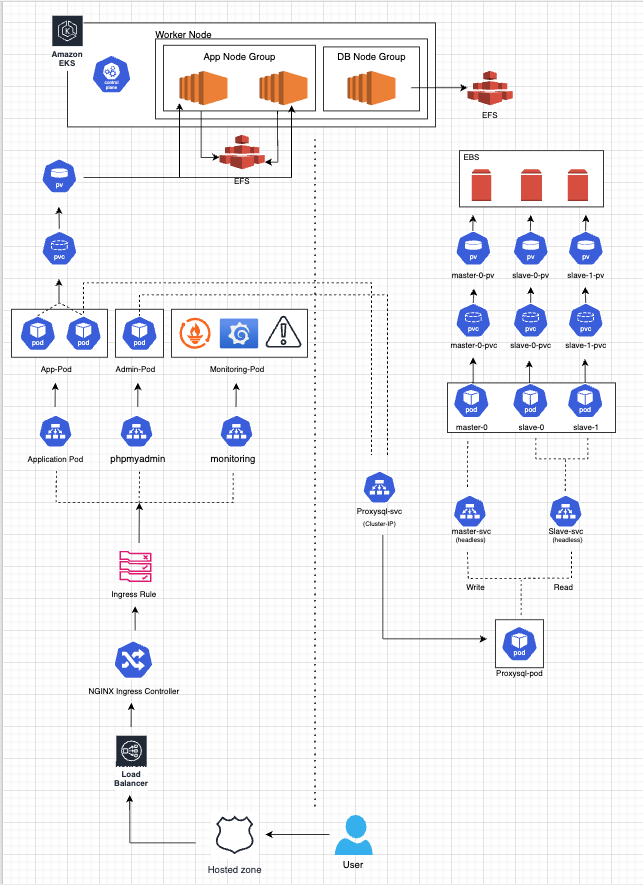 Amazon
EKS
control
plane
Worker Node
App Node Group
DB Node Group
EFS
EFS
pv
pvc
pod
pod
pod
App-Pod
Admin-Pod
Monitoring-Pod
Application Pod
phpmyadmin
monitoring
Ingress Rule
NGINX Ingress Controller
Load
Balancer
Hosted zone
User
EBS
pv
pv
pv
master-0-pv
slave-0-pv
slave-1-pv
pvc
pvc
pvc
master-0-pvc
slave-0-pvc
slave-1-pvc
pod
pod
pod
master-0
slave-0
slave-1
Proxysql-svc
(Cluster-IP)
master-svc
(headless)
Slave-svc
(headless)
Write
Read
pod
Proxysql-pod